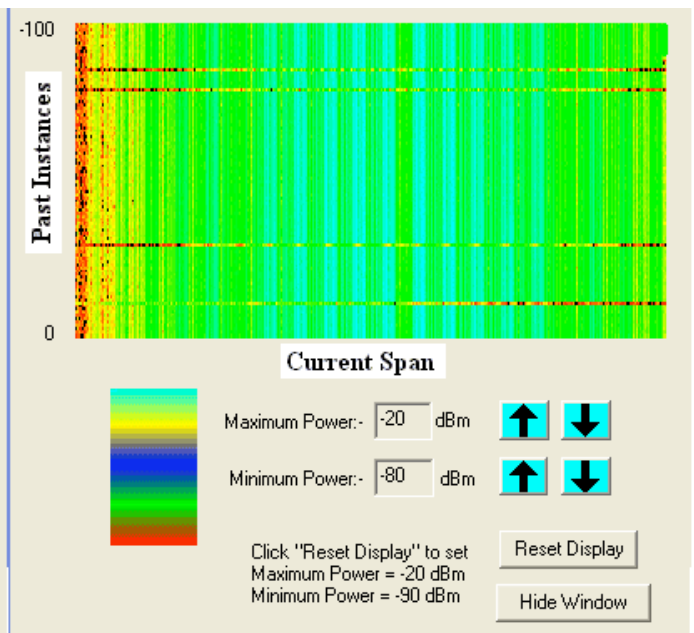 -100
Past Instances
0
Current Span
Maximum Power:- -20 dBm
Minimum Power:- -80 dBm
Click "Reset Display" to set
Maximum Power = -20 dBm
Minimum Power = -90 dBm
Reset Display
Hide Window